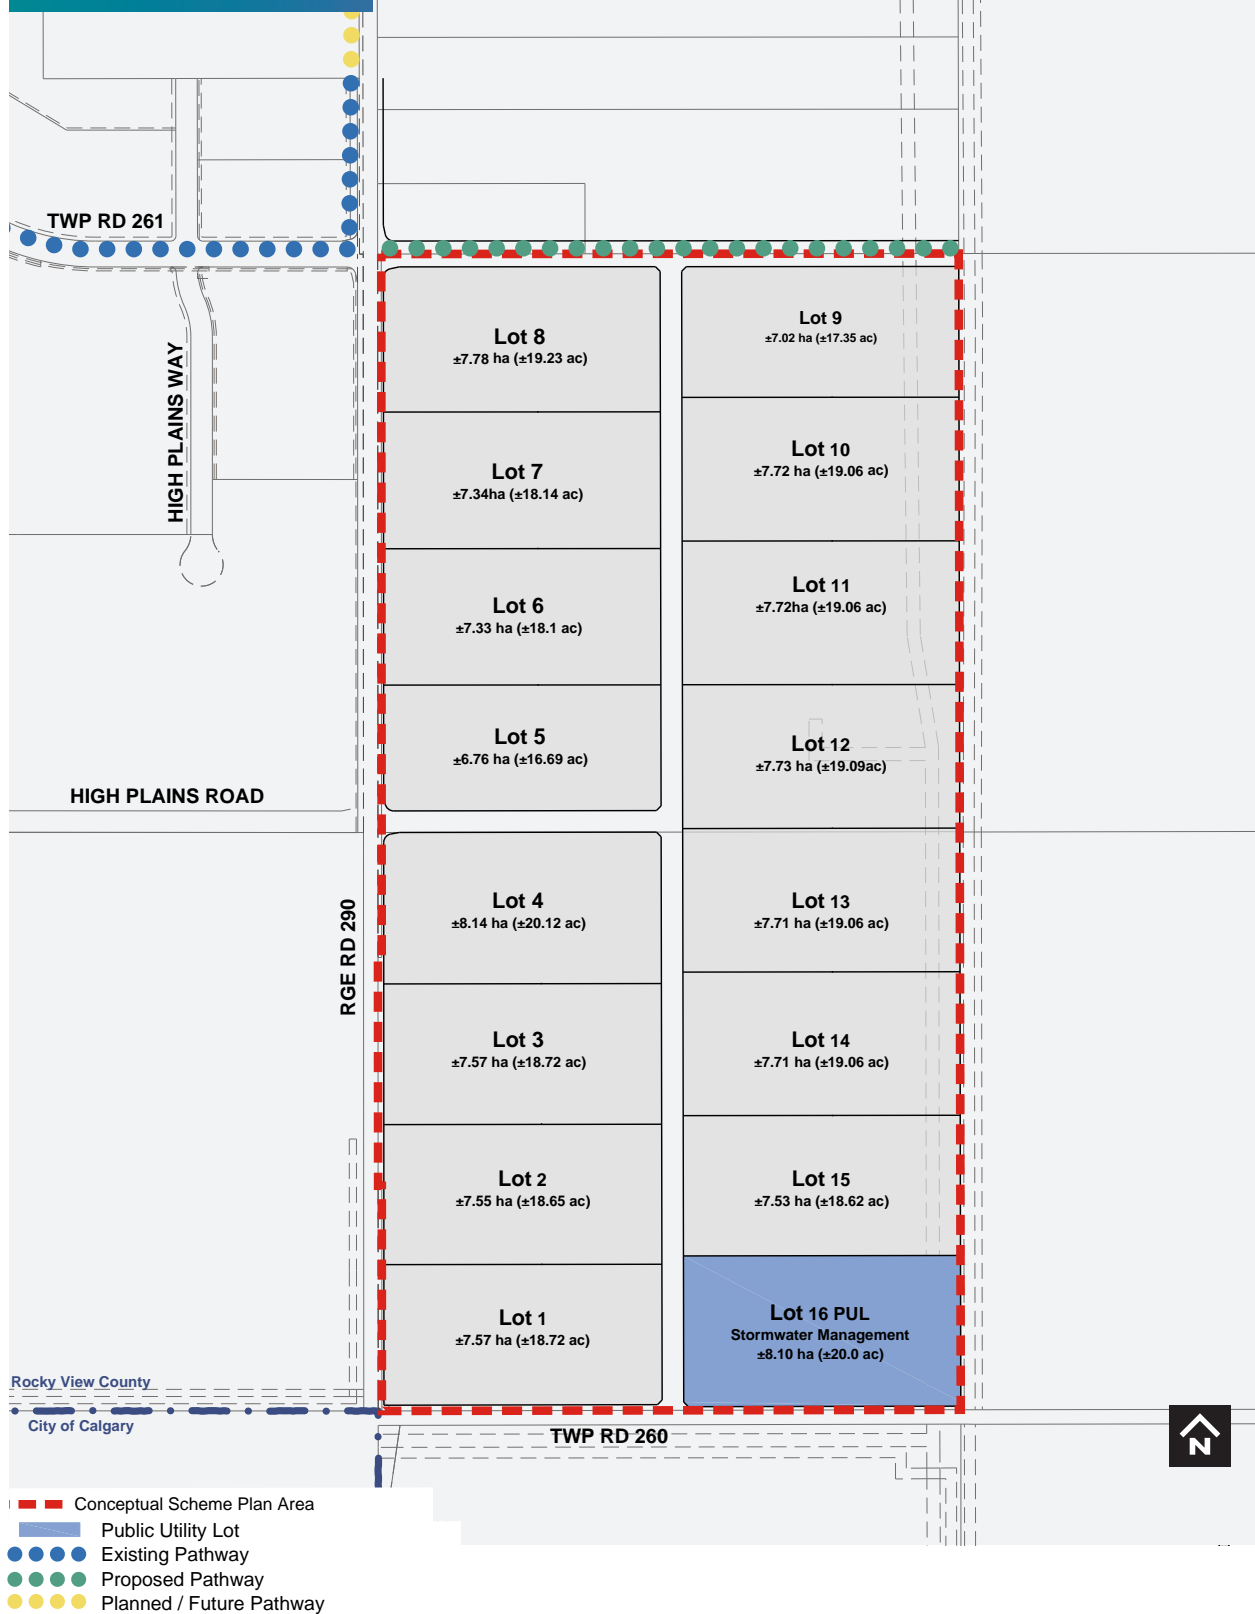 TWP RD 261
HIGH PLAINS WAY
Lot 8
±7.78 ha (±19.23 ac)
Lot 9
±7.02 ha (±17.35 ac)
Lot 7
±7.34ha (±18.14 ac)
Lot 10
±7.72 ha (±19.06 ac)
Lot 6
±7.33 ha (±18.1 ac)
Lot 11
±7.72ha (±19.06 ac)
Lot 5
±6.76 ha (±16.69 ac)
Lot 12
±7.73 ha (±19.09ac)
HIGH PLAINS ROAD
RGE RD 290
Lot 4
±8.14 ha (±20.12 ac)
Lot 13
±7.71 ha (±19.06 ac)
Lot 3
±7.57 ha (±18.72 ac)
Lot 14
±7.71 ha (±19.06 ac)
Lot 2
±7.55 ha (±18.65 ac)
Lot 15
±7.53 ha (±18.62 ac)
Lot 1
±7.57 ha (±18.72 ac)
Lot 16 PUL
Stormwater Management
±8.10 ha (±20.0 ac)
Rocky View County
City of Calgary
TWP RD 260
N
Conceptual Scheme Plan Area
Public Utility Lot
Existing Pathway
Proposed Pathway
Planned / Future Pathway